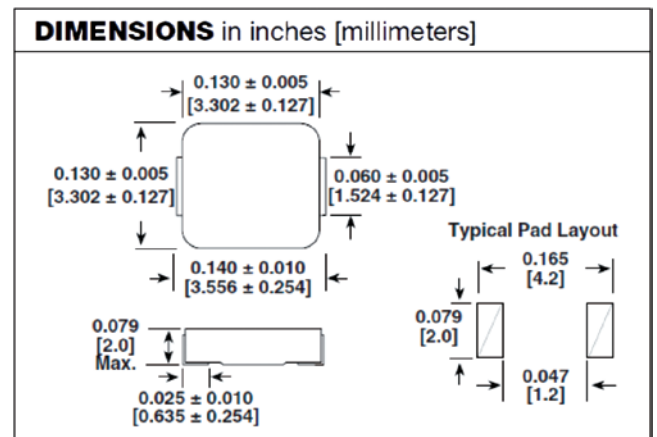 DIMENSIONS in inches [millimeters]
0.130 ± 0.005
[3.302 ± 0.127]
0.130 ± 0.005
[3.302 ± 0.127]
0.060 ± 0.005
[1.524 ± 0.127]
0.140 ± 0.010
[3.556 ± 0.254]
Typical Pad Layout
0.165
[4.2]
0.079
[2.0]
Max.
0.079
[2.0]
0.025 ± 0.010
[0.635 ± 0.254]
0.047
[1.2]